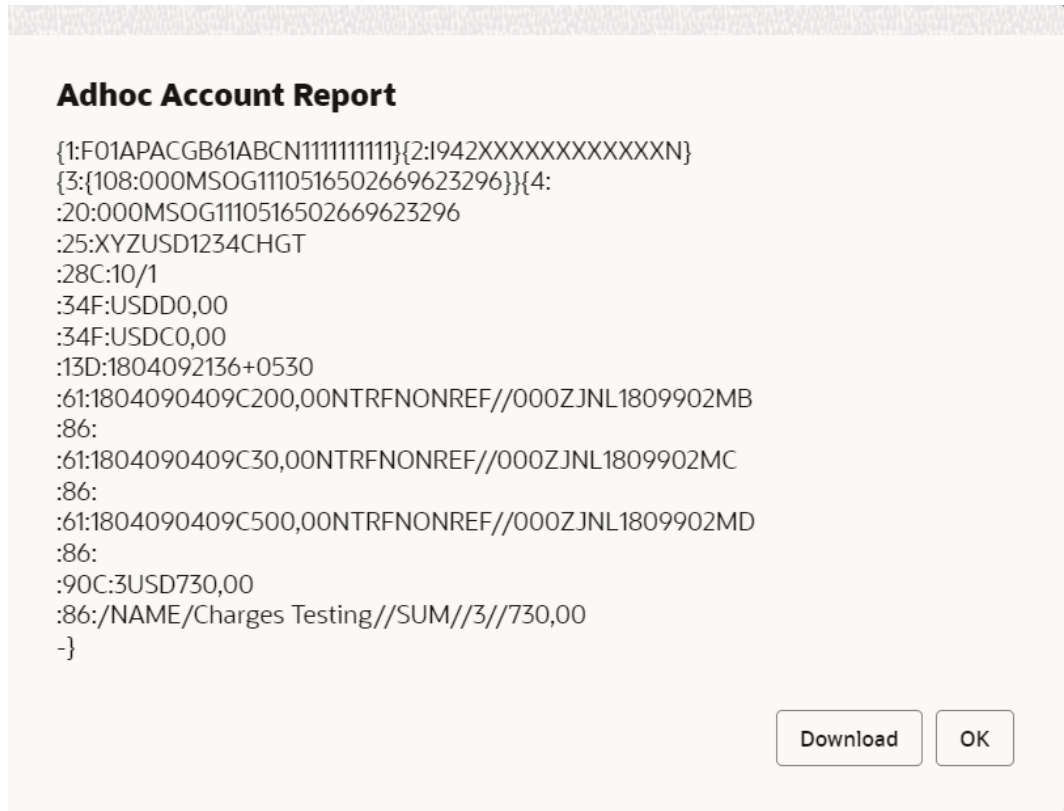 Adhoc Account Report
{1:F01APACGB61ABCN1111111111}{2:I942XXXXXXXXXXXXN}
{3:{108:000MSOG1110516502669623296}}{4:
:20:000MSOG1110516502669623296
:25:XYZUSD1234CHGT
:28C:10/1
:34F:USDD0,00
:34F:USDC0,00
:13D:1804092136+0530
:61:1804090409C200,00NTRFNONREF//000ZJNL1809902MB
:86:
:61:1804090409C30,00NTRFNONREF//000ZJNL1809902MC
:86:
:61:1804090409C500,00NTRFNONREF//000ZJNL1809902MD
:86:
:90C:3USD730,00
:86:/NAME/Charges Testing//SUM//3//730,00
-}
Download OK